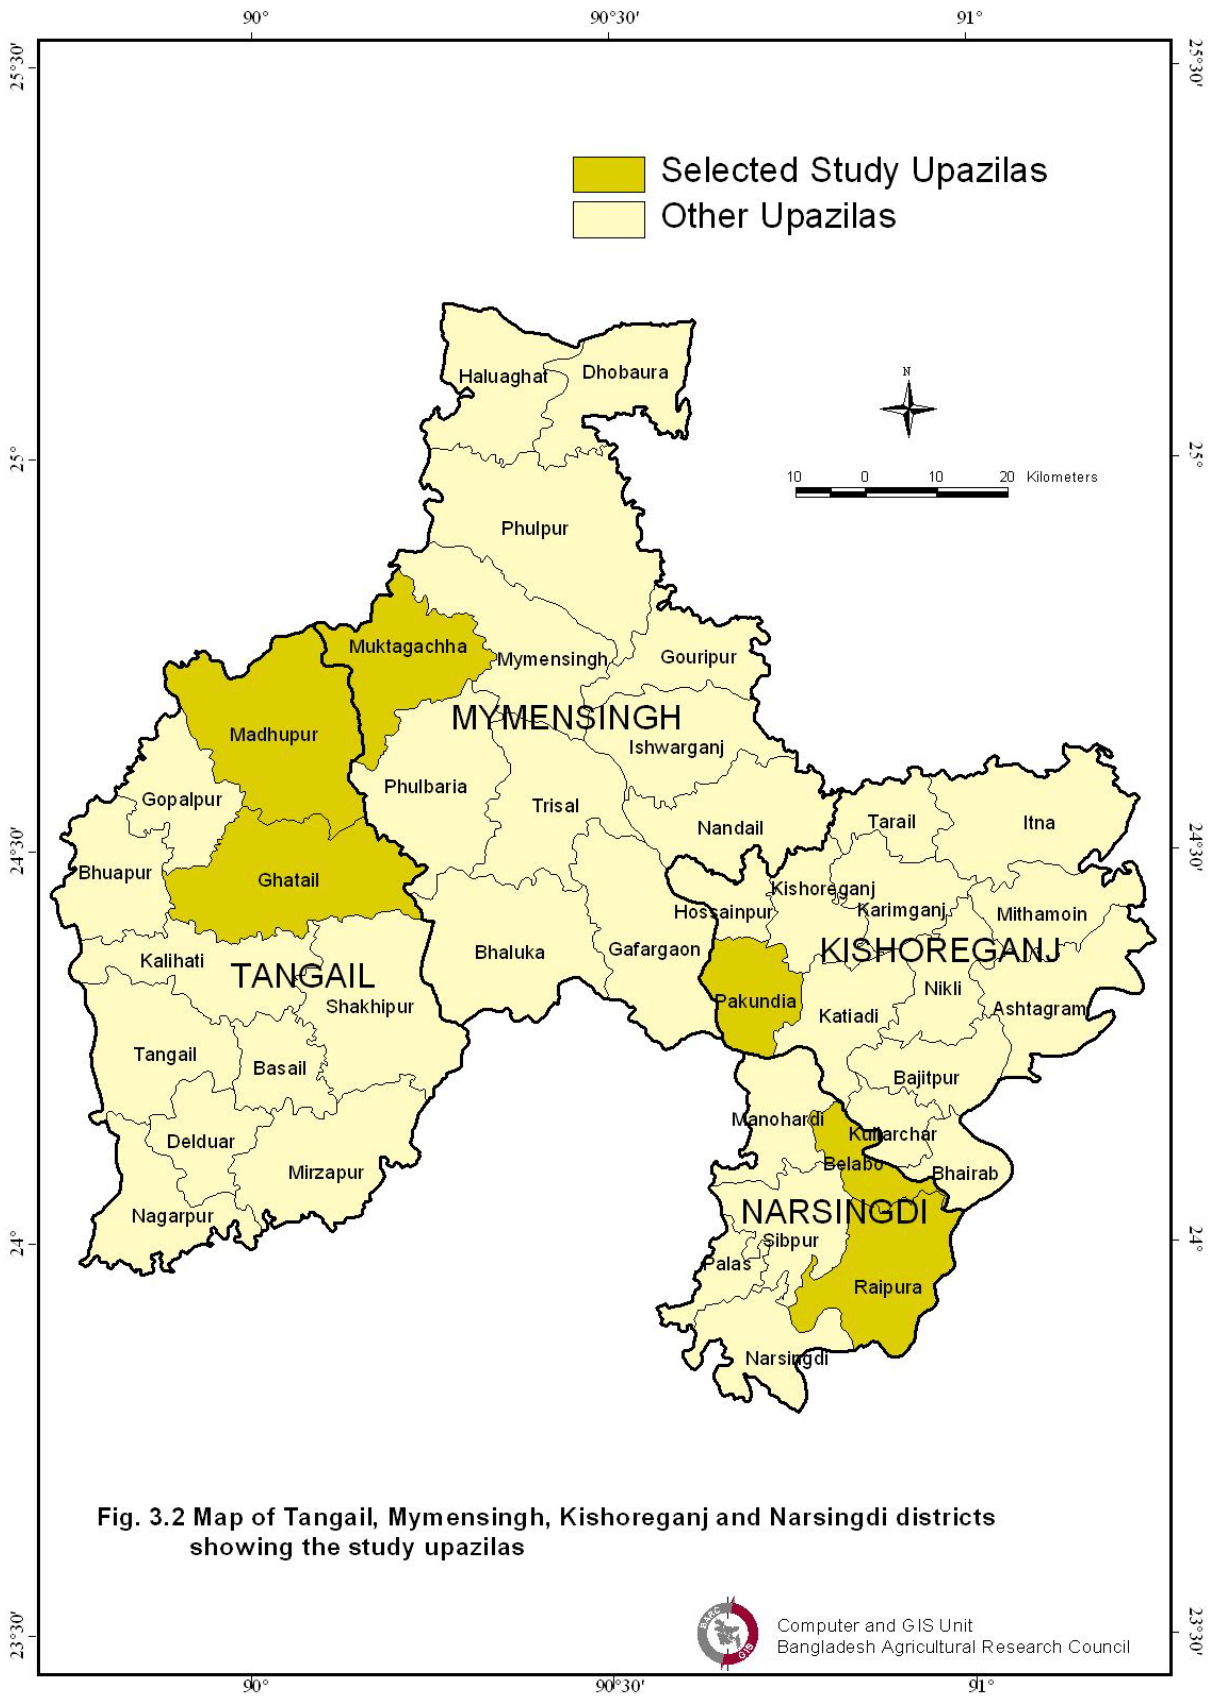 90° 90°30' 91°
25°30' 25°30'
Selected Study Upazilas
Other Upazilas
Haluaghat Dhobaura
N
25° 25°
10 0 10 20 Kilometers
Phulpur
Muktagachha
Mymensingh Gouripur
MYMENSINGH
Madhupur
Ishwarganj
Phulbaria
Gopalpur Trisal
Nandail Tarail Itna
24°30' 24°30'
Bhuapur Ghatail
Kishoreganj
Hossainpur Karimganj Mithamoin
Bhaluka Gafargaon KISHOREGANJ
Kalihati
TANGAIL
Shakhipur Pakundia Nikli
Katiadi Ashtagram
Tangail Basail
Bajitpur
Manohardi Kuliarchar
Delduar
Mirzapur Belabo Bhairab
Nagarpur NARSINGDI
24° 24°
Sibpur
Palas
Raipura
Narsingdi
Fig. 3.2 Map of Tangail, Mymensingh, Kishoreganj and Narsingdi districts
showing the study upazilas
BARC
GIS
Computer and GIS Unit
Bangladesh Agricultural Research Council
23°30' 23°30'
90° 90°30' 91°